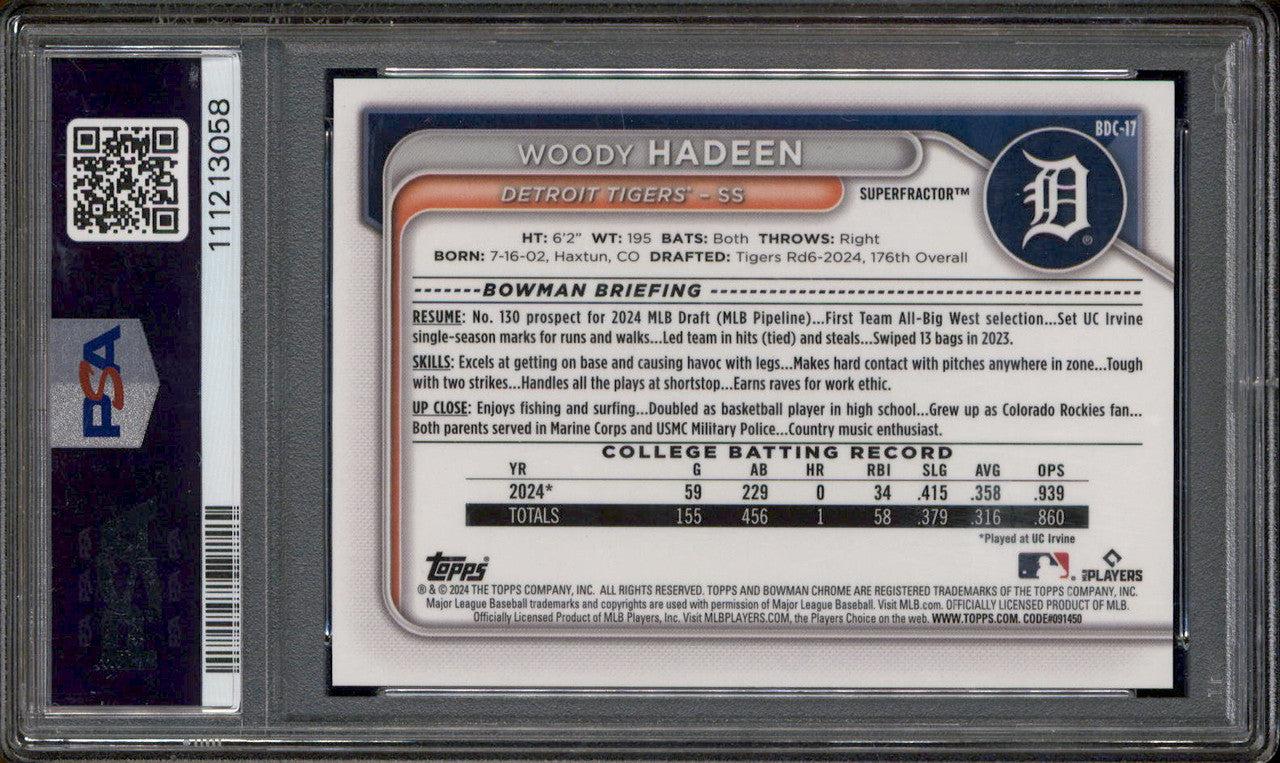 111213058
PSA
BDC-17
WOODY HADEEN
DETROIT TIGERS® – SS
SUPERFRACTOR™
D
®
HT: 6'2" WT: 195 BATS: Both THROWS: Right
BORN: 7-16-02, Haxtun, CO DRAFTED: Tigers Rd6-2024, 176th Overall
-------BOWMAN BRIEFING --------------------------------------------
RESUME: No. 130 prospect for 2024 MLB Draft (MLB Pipeline)...First Team All-Big West selection...Set UC Irvine
single-season marks for runs and walks...Led team in hits (tied) and steals...Swiped 13 bags in 2023.
SKILLS: Excels at getting on base and causing havoc with legs...Makes hard contact with pitches anywhere in zone...Tough
with two strikes...Handles all the plays at shortstop...Earns raves for work ethic.
UP CLOSE: Enjoys fishing and surfing...Doubled as basketball player in high school...Grew up as Colorado Rockies fan...
Both parents served in Marine Corps and USMC Military Police...Country music enthusiast.
COLLEGE BATTING RECORD
YR G AB HR RBI SLG AVG OPS
2024* 59 229 0 34 .415 .358 .939
TOTALS 155 456 1 58 .379 .316 .860
*Played at UC Irvine
Topps®
MLB PLAYERS
® & © 2024 THE TOPPS COMPANY, INC. ALL RIGHTS RESERVED. TOPPS AND BOWMAN CHROME ARE REGISTERED TRADEMARKS OF THE TOPPS COMPANY, INC.
Major League Baseball trademarks and copyrights are used with permission of Major League Baseball. Visit MLB.com. OFFICIALLY LICENSED PRODUCT OF MLB.
Officially Licensed Product of MLB Players, Inc. Visit MLBPLAYERS.COM, the Players Choice on the web. WWW.TOPPS.COM. CODE#091450